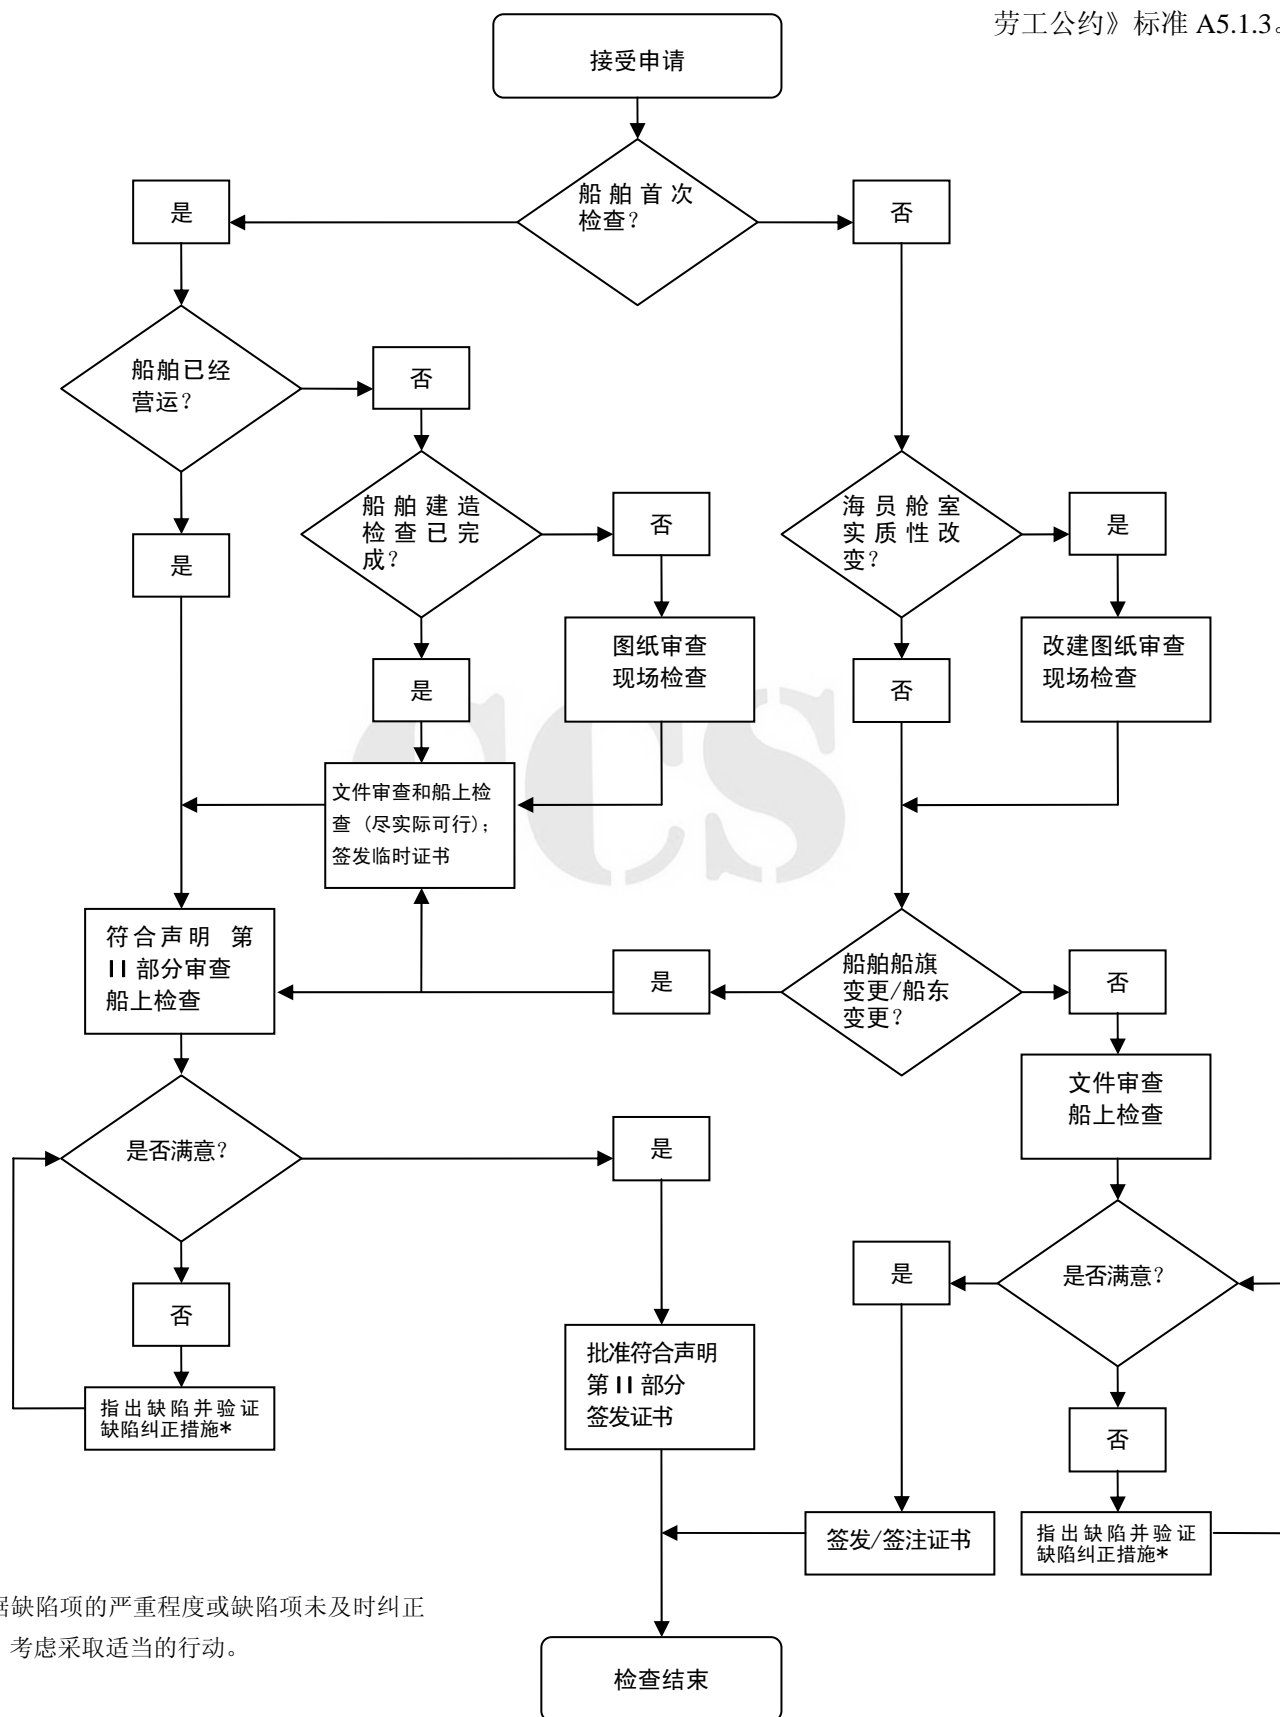 劳工公约》标准 A5.1.3。
接受申请
船舶首次
检查？
是
否
船舶已经
营运？
否
船舶建造
检查已完
成？
否
海员舱室
实质性改
变？
是
是
图纸审查
现场检查
改建图纸审查
现场检查
是
否
CCS
文件审查和船上检
查（尽实际可行）；
签发临时证书
符合声明 第
II 部分审查
船上检查
是
船舶船旗
变更/船东
变更？
否
文件审查
船上检查
是否满意？
是
是
是否满意？
否
批准符合声明
第 II 部分
签发证书
指出缺陷并验证
缺陷纠正措施*
否
签发/签注证书
指出缺陷并验证
缺陷纠正措施*
缺陷项的严重程度或缺陷项未及时纠正
考虑采取适当的行动。
检查结束